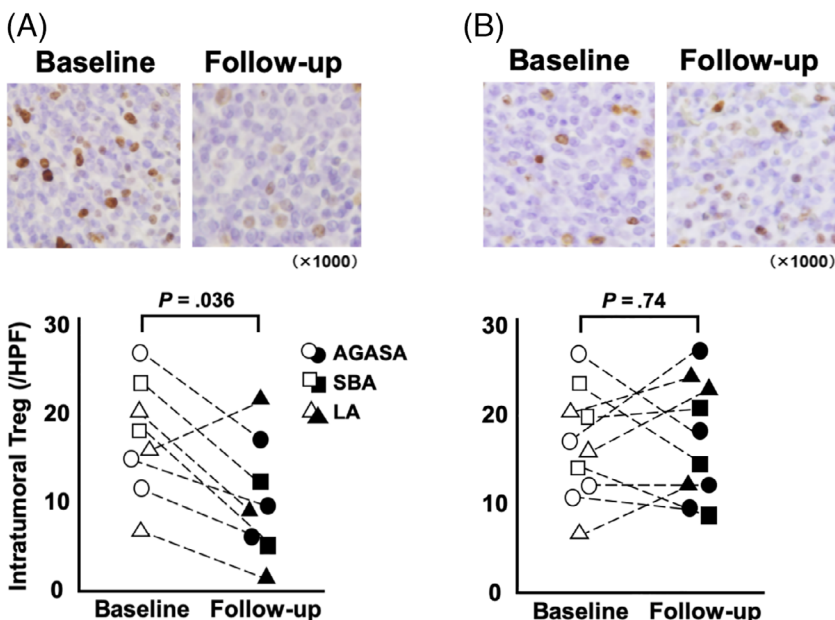 (A)
Baseline Follow-up
(×1000)
P = .036
Intratumoral Treg (/HPF)
30
20
10
0
Baseline Follow-up
AGASA
SBA
LA
(B)
Baseline Follow-up
(×1000)
P = .74
30
20
10
0
Baseline Follow-up